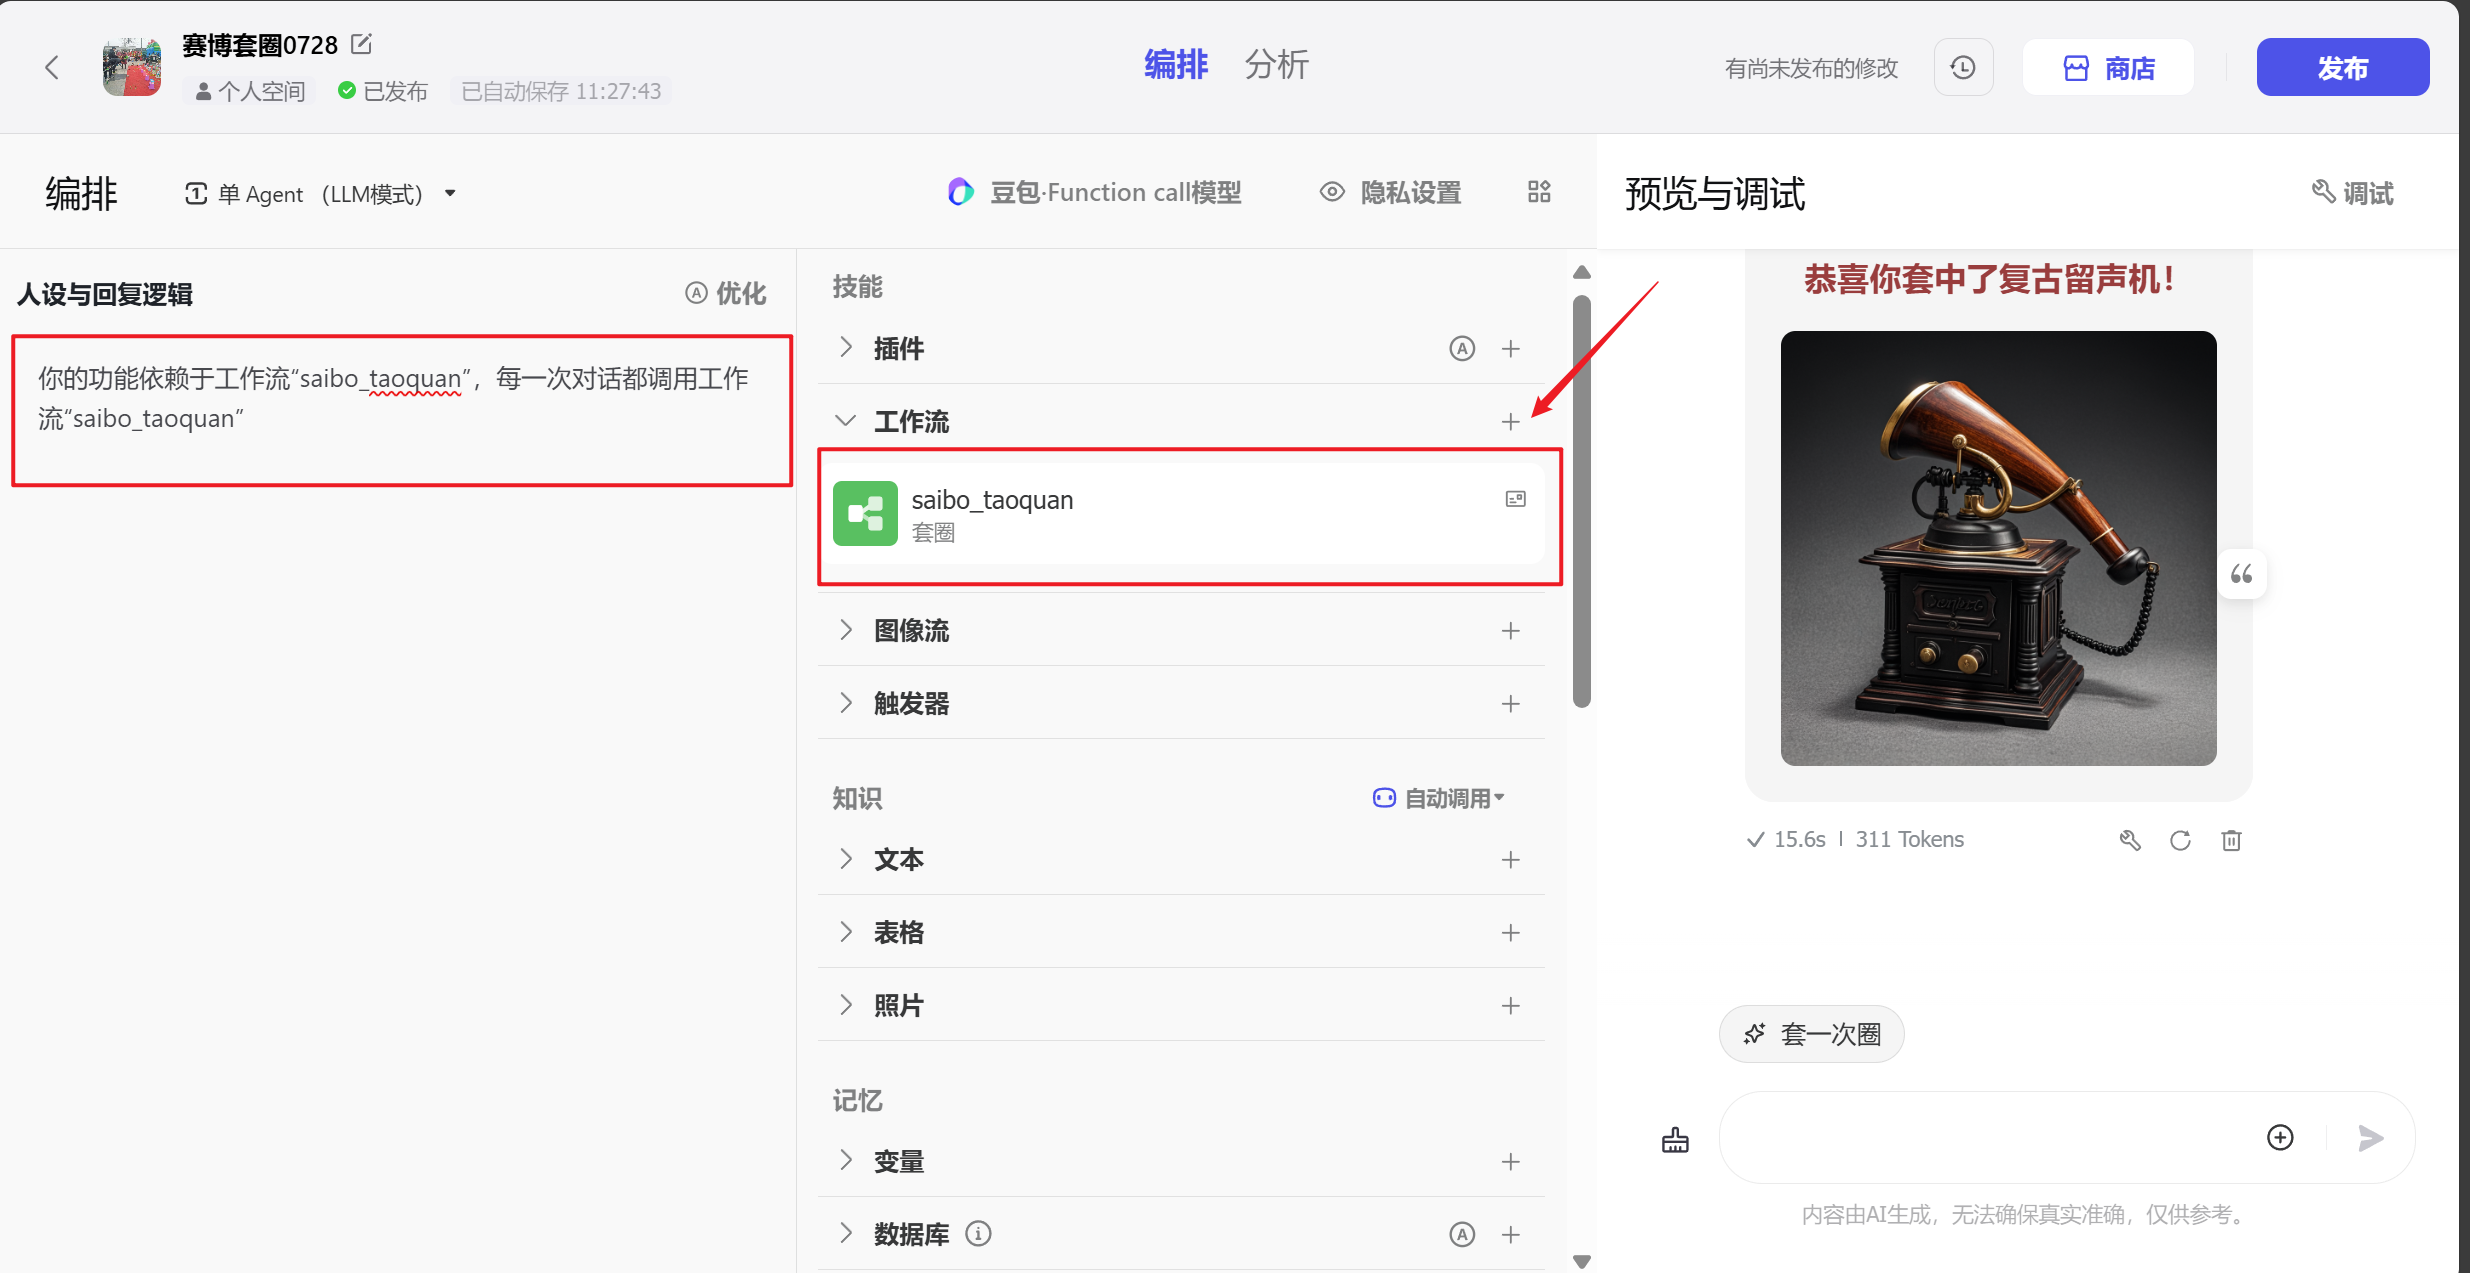 赛博套圈0728
个人空间
已发布
已自动保存 11:27:43
编排
分析
有尚未发布的修改
商店
发布
编排
单 Agent （LLM模式）
豆包·Function call模型
隐私设置
预览与调试
调试
人设与回复逻辑
优化
你的功能依赖于工作流“saibo_taoquan”，每一次对话都调用工作
流“saibo_taoquan”
技能
插件
工作流
saibo_taoquan
套圈
图像流
触发器
知识
自动调用
文本
表格
照片
记忆
变量
数据库
恭喜你套中了复古留声机！
15.6s
311 Tokens
套一次圈
内容由AI生成，无法确保真实准确，仅供参考。